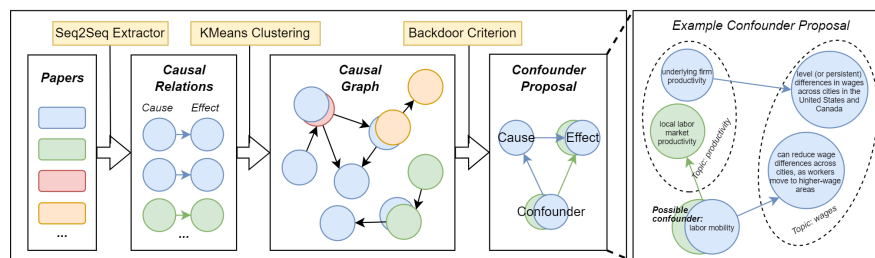 Seq2Seq Extractor
KMeans Clustering
Backdoor Criterion
Papers
...
Causal
Relations
Cause
Effect
...
Causal
Graph
Confounder
Proposal
Cause
Effect
Confounder
Example Confounder Proposal
underlying firm
productivity
level (or persistent)
differences in wages
across cities in the
United States and
Canada
local labor
market
productivity
Topic: productivity
can reduce wage
differences across
cities, as workers
move to higher-wage
areas
Possible
confounder:
labor mobility
Topic: wages